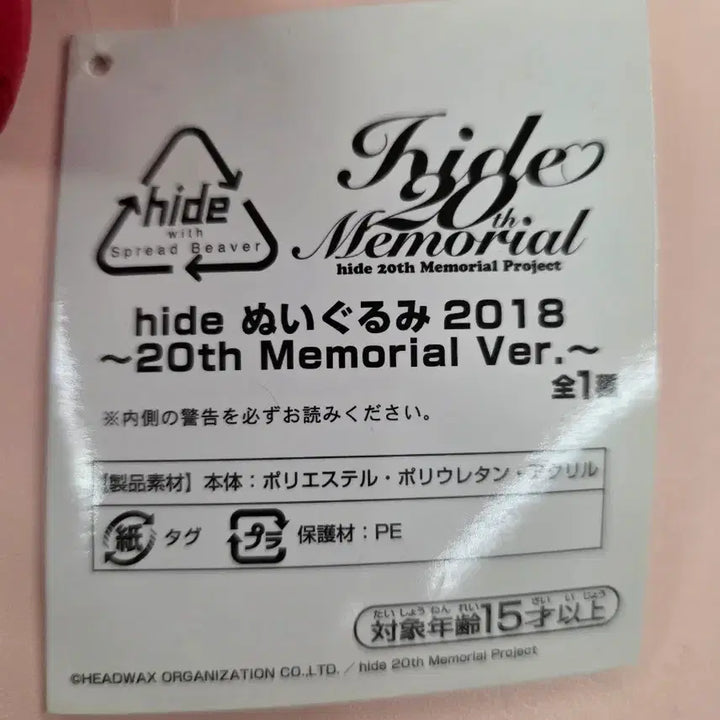 hide
with
Spread Beaver
hide
20th
Memorial
hide 20th Memorial Project
hide ぬいぐるみ 2018
～20th Memorial Ver.～
全1種
※内側の警告を必ずお読みください。
【製品素材】本体：ポリエステル・ポリウレタン・アクリル
紙 タグ プラ 保護材：PE
たいしょうねんれい さいいじょう
対象年齢15才以上
©HEADWAX ORGANIZATION CO.,LTD. / hide 20th Memorial Project